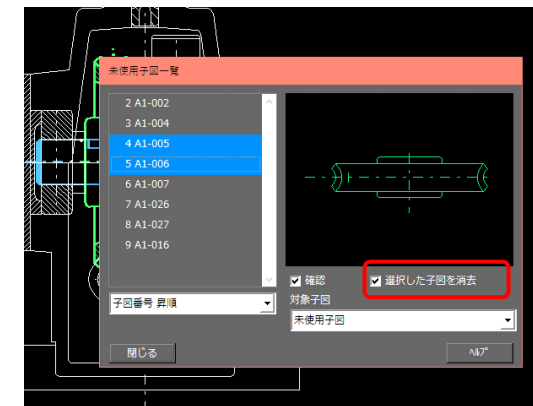 未使用子図一覧
2 A1-002
3 A1-004
4 A1-005
5 A1-006
6 A1-007
7 A1-026
8 A1-027
9 A1-016
確認
選択した子図を消去
子図番号 昇順
対象子図
未使用子図
閉じる
ﾍﾙﾌﾟ